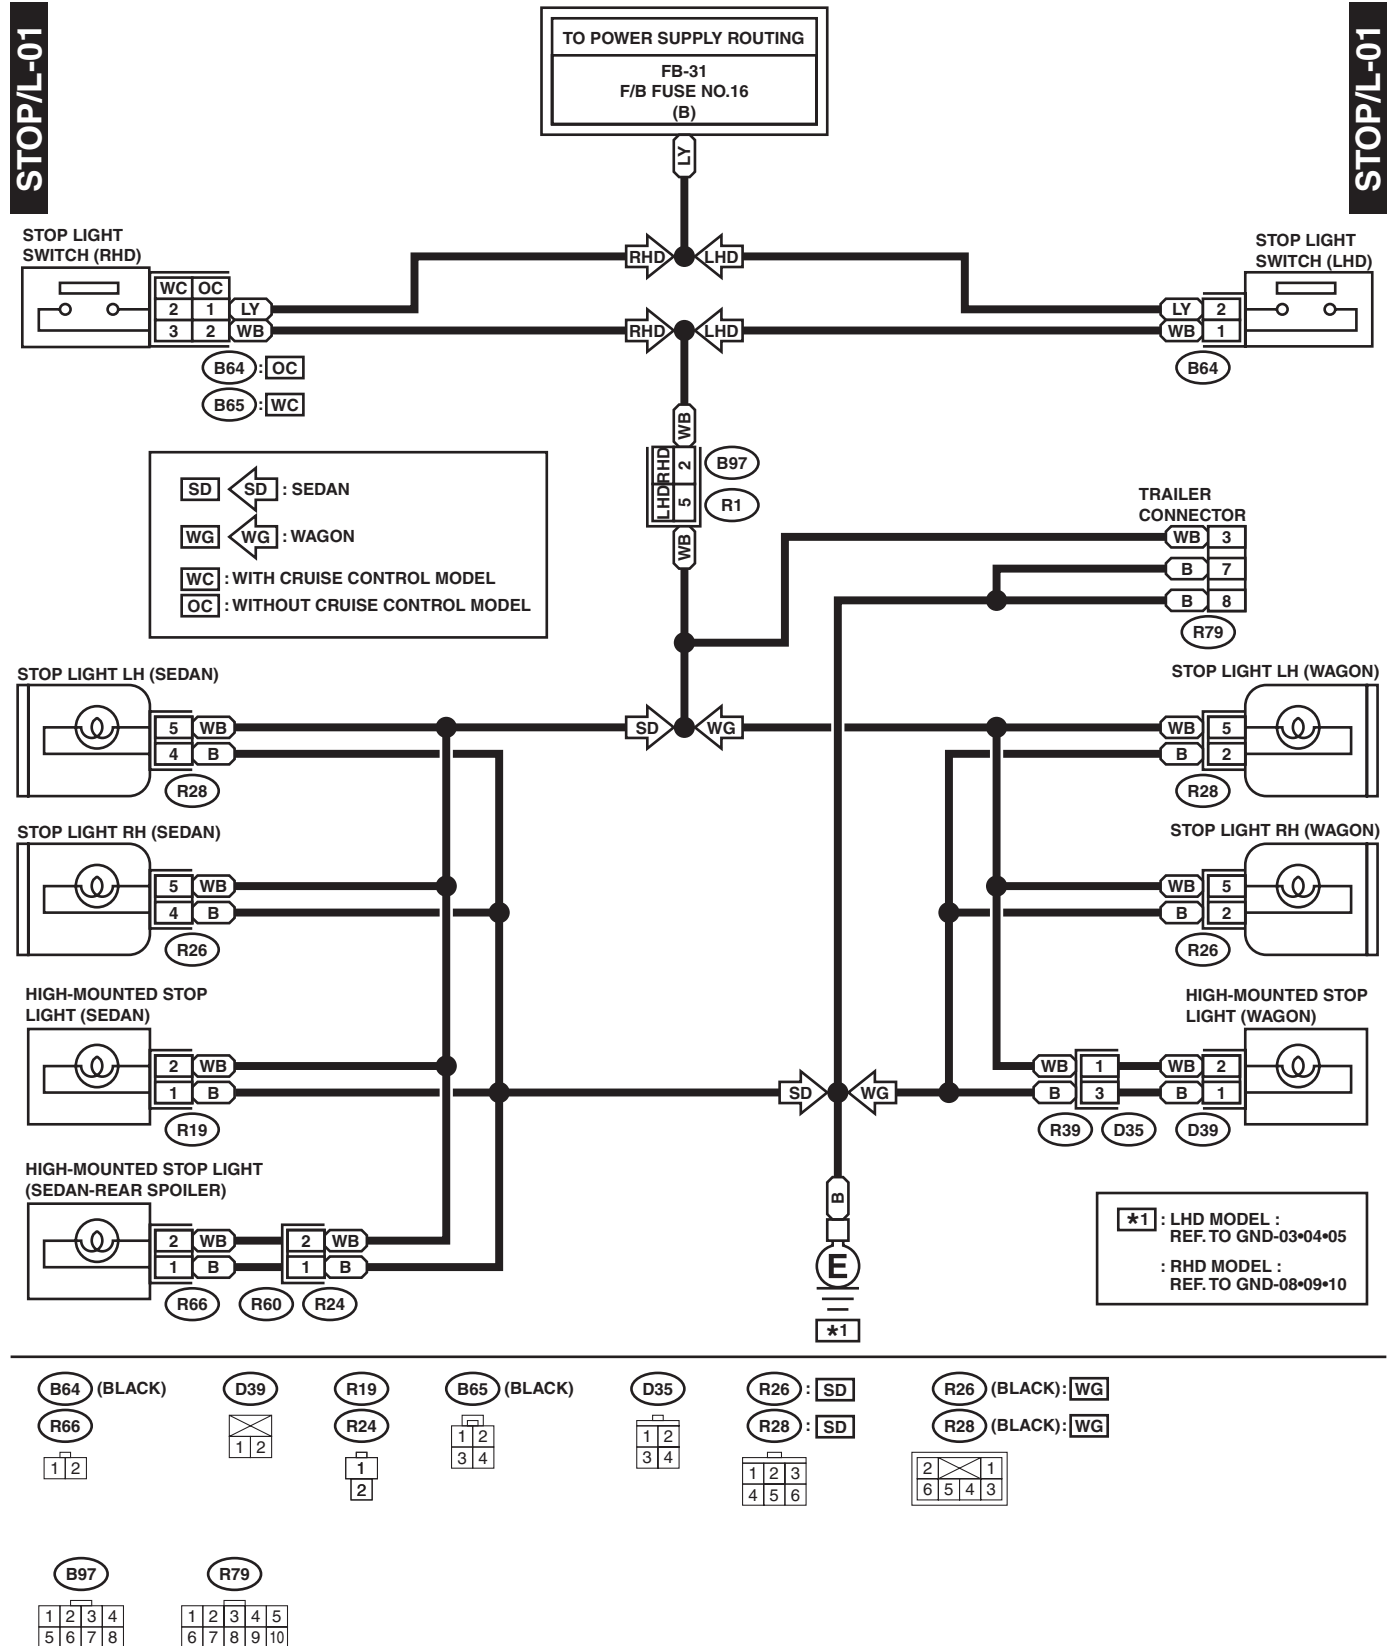 STOP/L-01
STOP/L-01
TO POWER SUPPLY ROUTING
FB-31
F/B FUSE NO.16
(B)
LY
STOP LIGHT
SWITCH (RHD)
WC OC
2 1 LY
3 2 WB
B64 : OC
B65 : WC
RHD LHD
RHD LHD
STOP LIGHT
SWITCH (LHD)
LY 2
WB 1
B64
WB
RHD 2
LHD 5
B97
R1
WB
SD SD : SEDAN
WG WG : WAGON
WC : WITH CRUISE CONTROL MODEL
OC : WITHOUT CRUISE CONTROL MODEL
TRAILER
CONNECTOR
WB 3
B 7
B 8
R79
STOP LIGHT LH (SEDAN)
5 WB
4 B
R28
SD WG
STOP LIGHT LH (WAGON)
WB 5
B 2
R28
STOP LIGHT RH (SEDAN)
5 WB
4 B
R26
STOP LIGHT RH (WAGON)
WB 5
B 2
R26
HIGH-MOUNTED STOP
LIGHT (SEDAN)
2 WB
1 B
R19
SD WG
HIGH-MOUNTED STOP
LIGHT (WAGON)
WB 1 WB 2
B 3 B 1
R39 D35 D39
HIGH-MOUNTED STOP LIGHT
(SEDAN-REAR SPOILER)
2 WB 2 WB
1 B 1 B
R66 R60 R24
B
E
*1
*1 : LHD MODEL :
REF. TO GND-03•04•05
: RHD MODEL :
REF. TO GND-08•09•10
B64 (BLACK)
R66
1 2
D39
1 2
R19
R24
1
2
B65 (BLACK)
1 2
3 4
D35
1 2
3 4
R26 : SD
R28 : SD
1 2 3
4 5 6
R26 (BLACK): WG
R28 (BLACK): WG
2 1
6 5 4 3
B97
1 2 3 4
5 6 7 8
R79
1 2 3 4 5
6 7 8 9 10